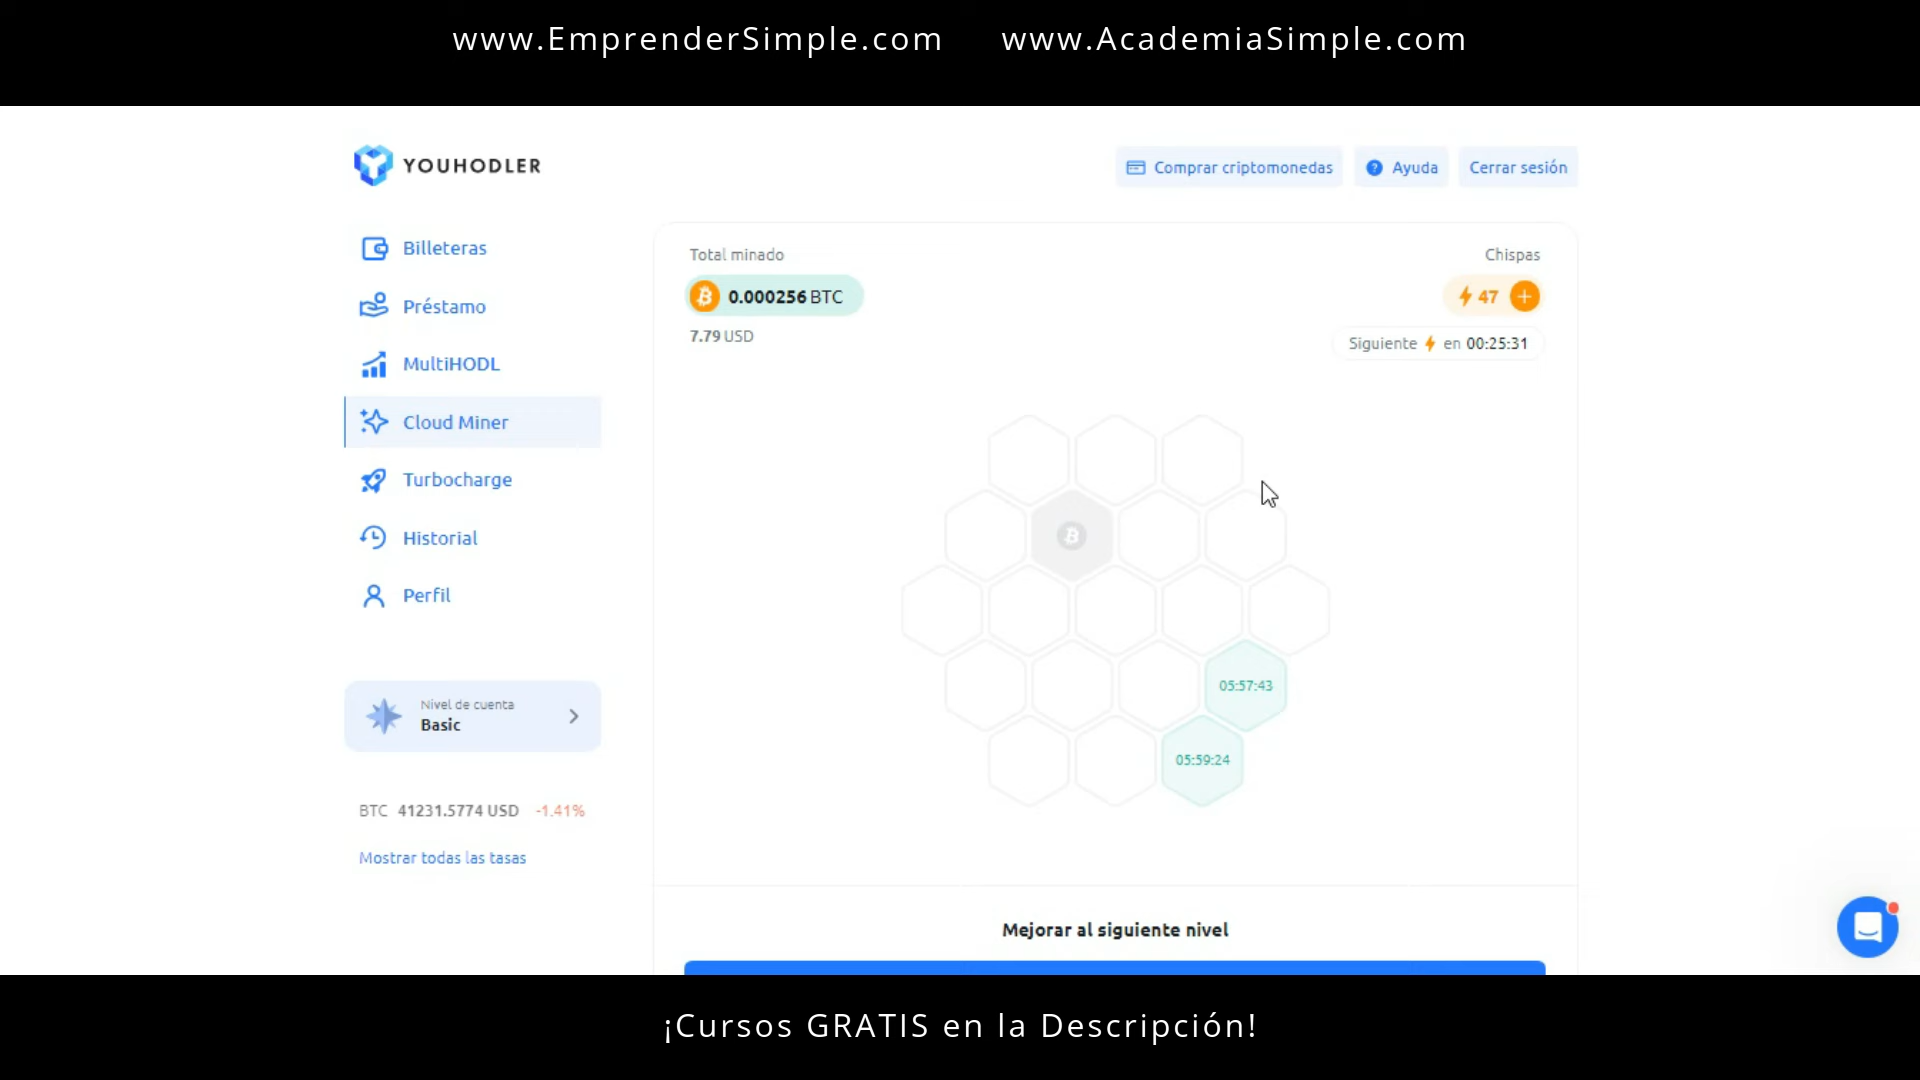 www.EmprenderSimple.com www.AcademiaSimple.com
YOUHODLER
Comprar criptomonedas
Ayuda
Cerrar sesión
Billeteras
Préstamo
MultiHODL
Cloud Miner
Turbocharge
Historial
Perfil
Nivel de cuenta
Basic
BTC 41231.5774 USD -1.41%
Mostrar todas las tasas
Total minado
0.000256 BTC
7.79 USD
Chispas
47
Siguiente en 00:25:31
05:57:43
05:59:24
Mejorar al siguiente nivel
¡Cursos GRATIS en la Descripción!